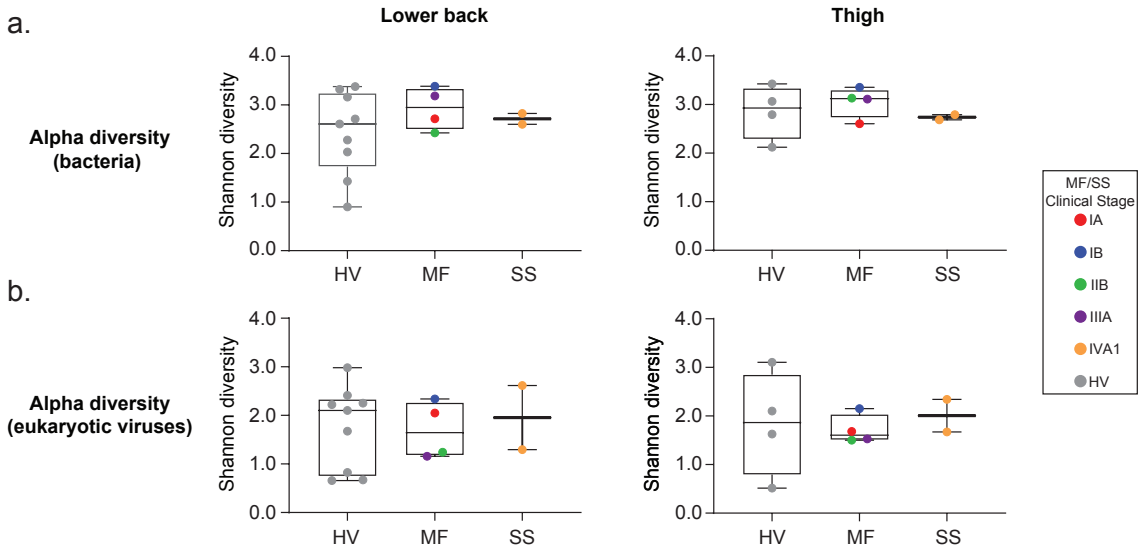 a.
Lower back
Thigh
Alpha diversity
(bacteria)
Shannon diversity
4.0
3.0
2.0
1.0
0.0
HV
MF
SS
Shannon diversity
4.0
3.0
2.0
1.0
0.0
HV
MF
SS
b.
Alpha diversity
(eukaryotic viruses)
Shannon diversity
4.0
3.0
2.0
1.0
0.0
HV
MF
SS
Shannon diversity
4.0
3.0
2.0
1.0
0.0
HV
MF
SS
MF/SS
Clinical Stage
IA
IB
IIB
IIIA
IVA1
HV